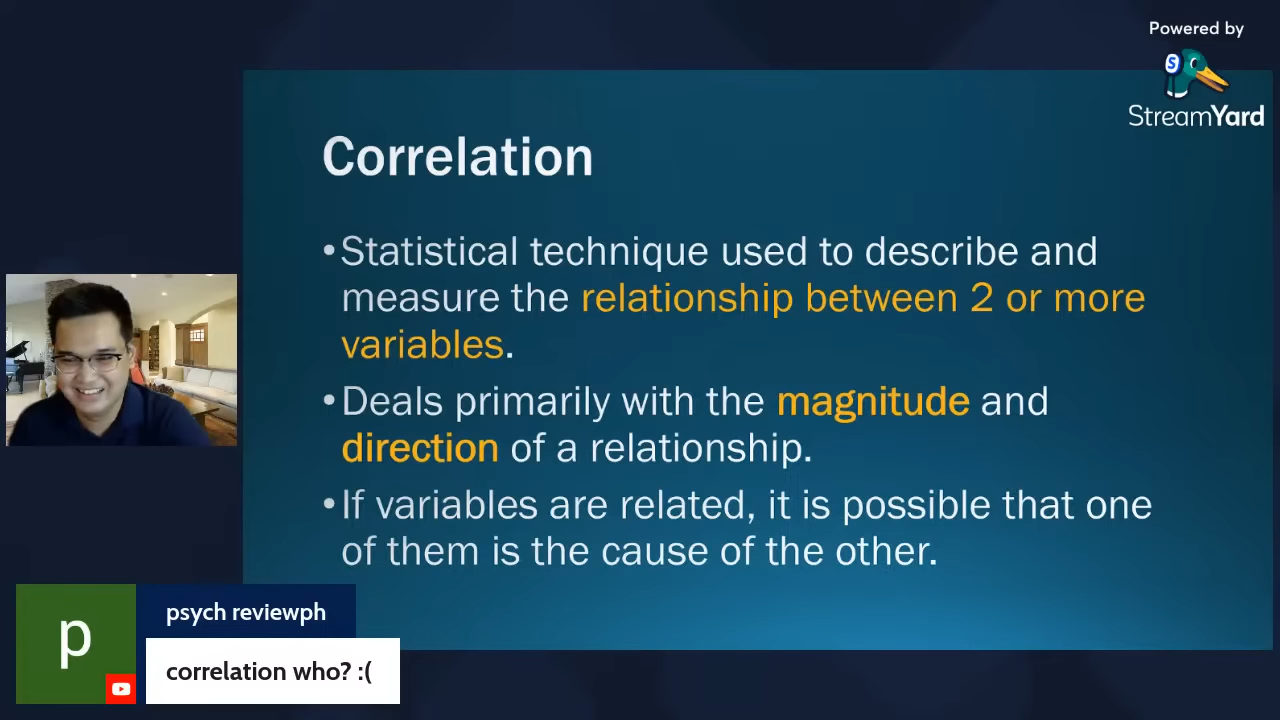 Powered by
S
StreamYard
Correlation
•Statistical technique used to describe and
measure the relationship between 2 or more
variables.
•Deals primarily with the magnitude and
direction of a relationship.
•If variables are related, it is possible that one
of them is the cause of the other.
p
psych reviewph
correlation who? :(